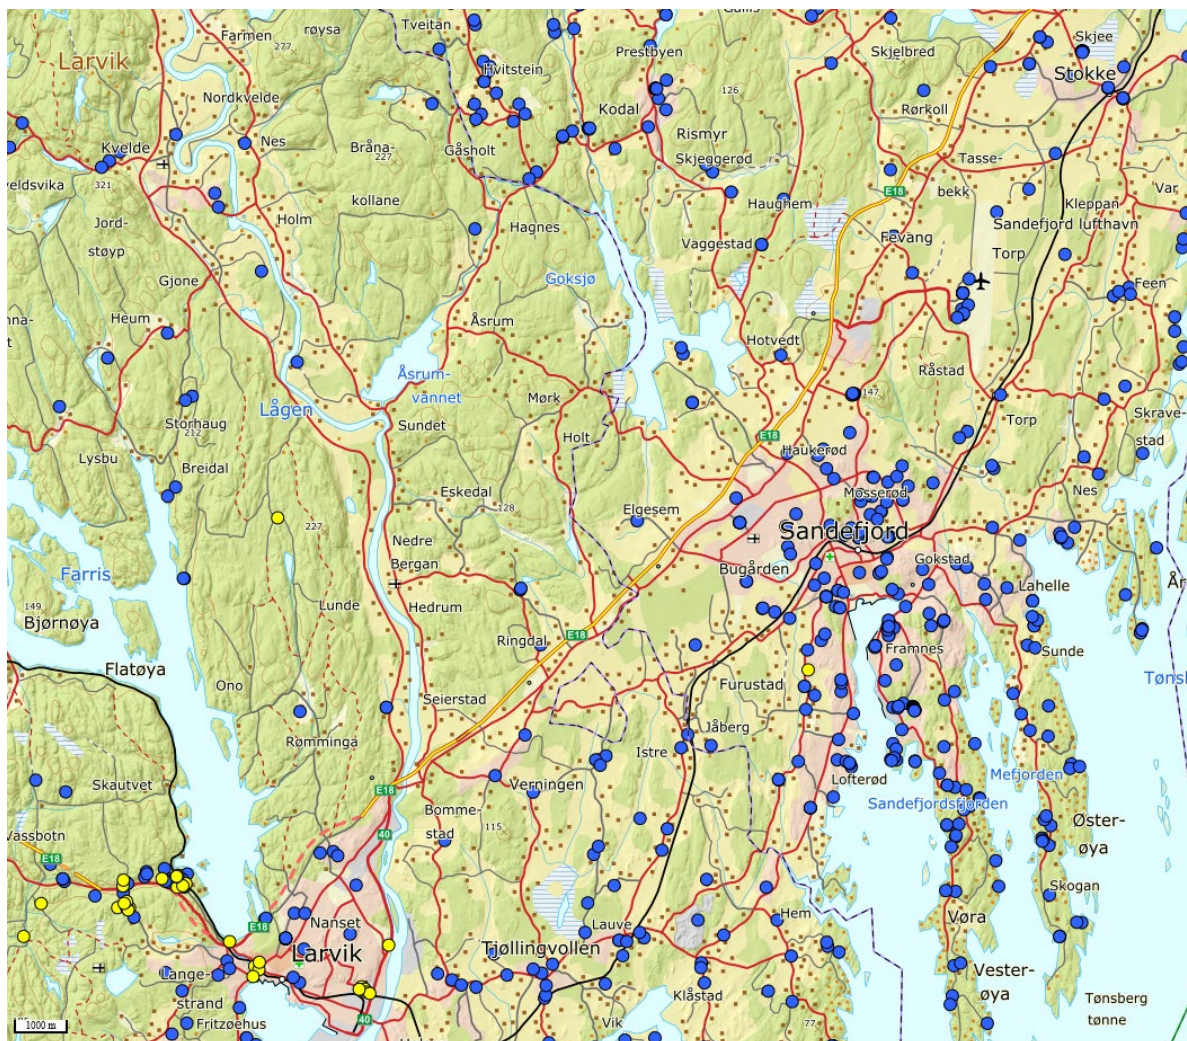 Tveitan
Gallis
Farmen
røysa
277
Larvik
Prestbyen
Skjelbred
Skjee
Hvitstein
Stokke
Nordkvelde
126
Kodal
Rørkoll
Kvelde
Nes
Bråna-
227
kollane
Gåsholt
Rismyr
Skjeggerød
Tasse-
bekk
E18
321
Holm
Haughem
Kleppan
Var
Jord-
støyp
Hagnes
Vaggestad
Fevang
Sandefjord lufthavn
Torp
Gjone
Goksjø
Feen
Heum
Åsrum
Hotvedt
Åsrum-
vannet
Råstad
147
Lågen
Mørk
Storhaug
212
Sundet
Torp
Skrave-
stad
Lysbu
Breidal
Holt
E18
Haukerød
Eskedal
128
Mosserød
Nes
227
Elgesem
Sandefjord
Nedre
Bergan
Bugården
Gokstad
Farris
149
Bjørnøya
Lunde
Hedrum
Lahelle
Ringdal
E18
Framnes
Sunde
Flatøya
Ono
Seierstad
Furustad
Rømminga
Istre
Jåberg
Skautvet
Lofterød
Mefjorden
E18
Verningen
Sandefjordsfjorden
Bomme-
stad
115
40
Øster-
øya
Vassbotn
E18
Skogan
Nanset
E18
Lauve
Hem
Vøra
Larvik
Tjøllingvollen
Lange-
strand
Vester-
øya
Klåstad
Tønsberg
tønne
Fritzøehus
40
Vik
77
1000 m